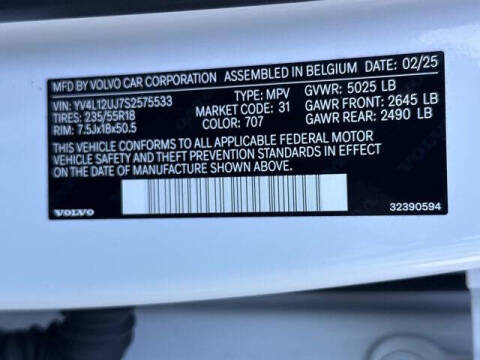 MFD BY VOLVO CAR CORPORATION ASSEMBLED IN BELGIUM DATE: 02/25
VIN: YV4L12UJ7S2575533 TYPE: MPV GVWR: 5025 LB
TIRES: 235/55R18 MARKET CODE: 31 GAWR FRONT: 2645 LB
RIM: 7.5Jx18x50.5 COLOR: 707 GAWR REAR: 2490 LB
THIS VEHICLE CONFORMS TO ALL APPLICABLE FEDERAL MOTOR
VEHICLE SAFETY AND THEFT PREVENTION STANDARDS IN EFFECT
ON THE DATE OF MANUFACTURE SHOWN ABOVE.
VOLVO 32390594